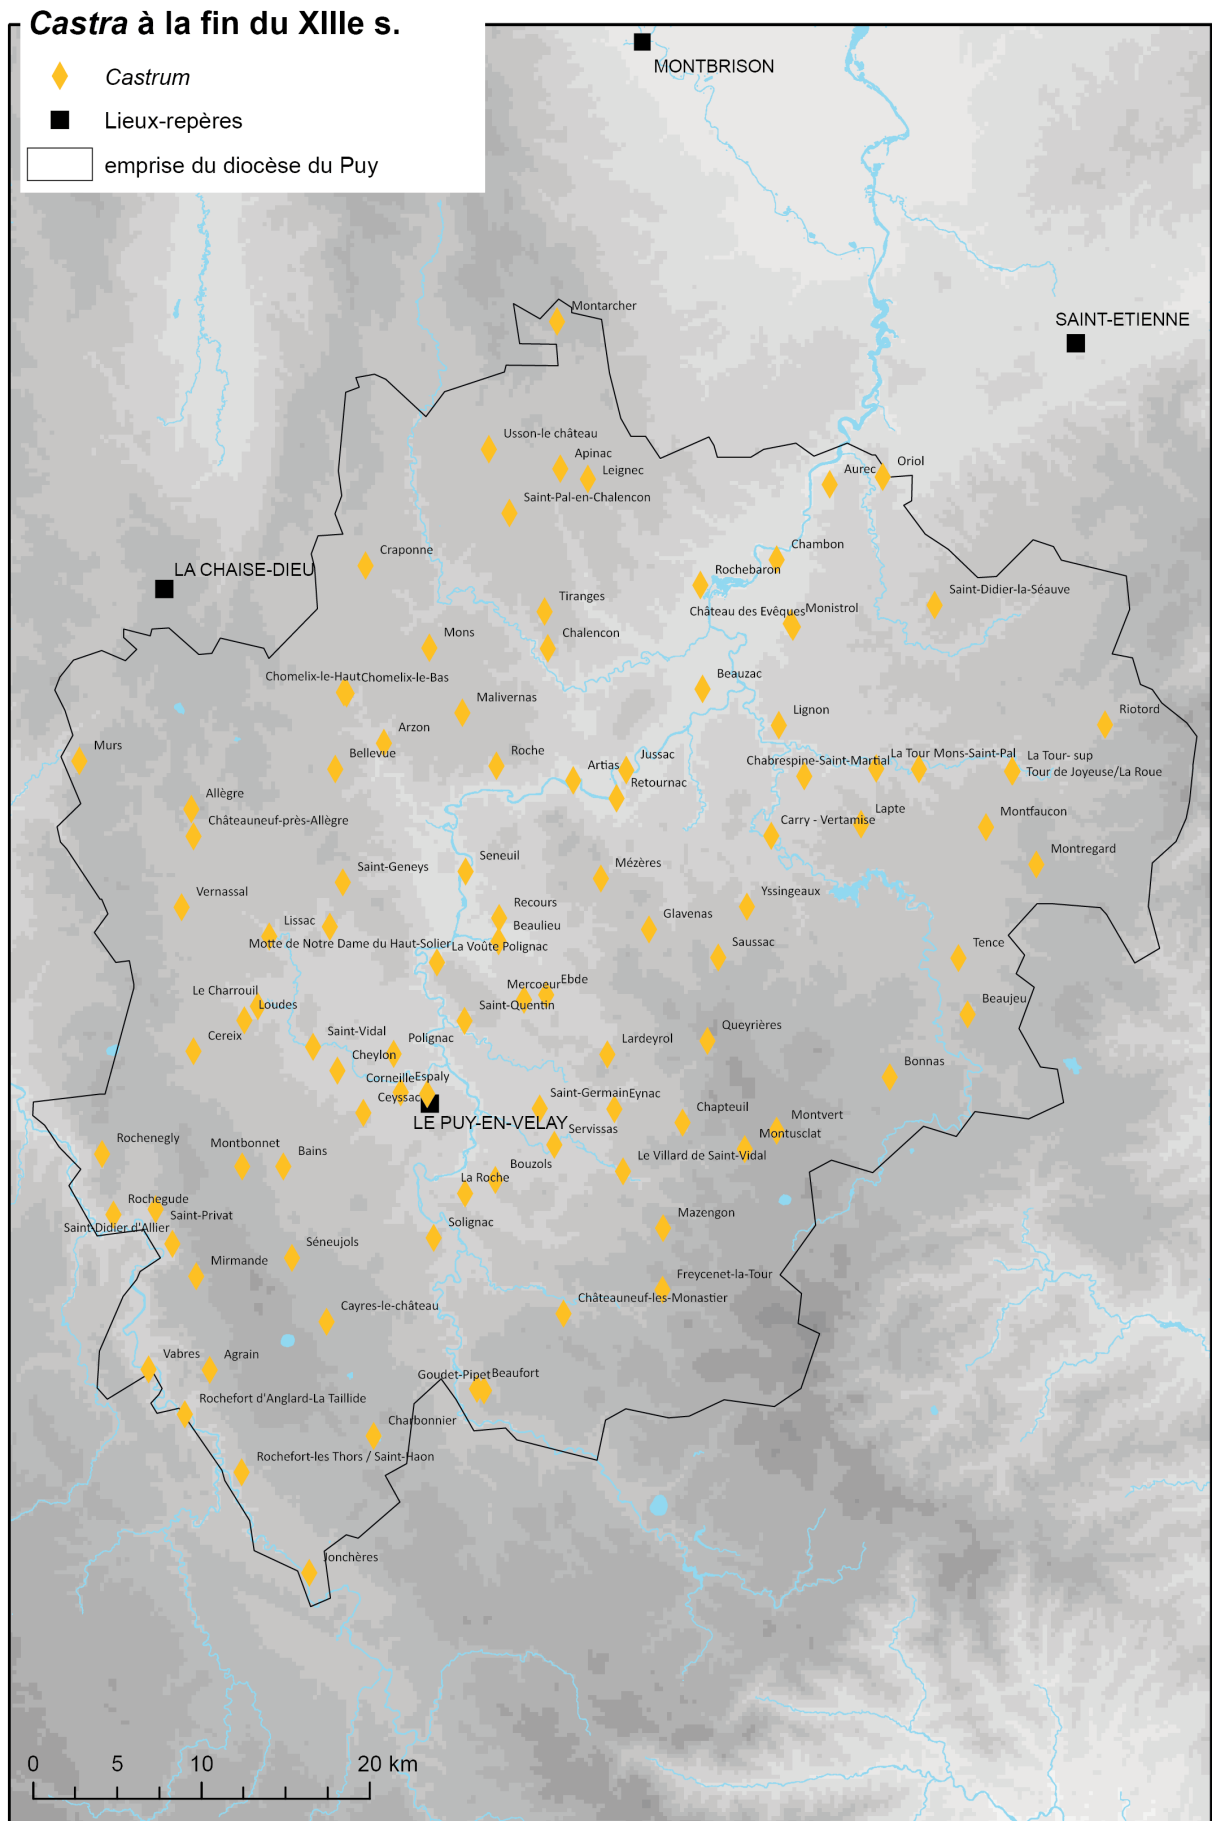 Castra à la fin du XIIIe s.
Castrum
Lieux-repères
emprise du diocèse du Puy
MONTBRISON
SAINT-ETIENNE
Montarcher
Usson-le château
Apinac
Leignec
Aurec
Oriol
Saint-Pal-en-Chalencon
Craponne
Chambon
LA CHAISE-DIEU
Rochebaron
Saint-Didier-la-Séauve
Tiranges
Château des Evêques
Monistrol
Mons
Chalencon
Chomelix-le-Haut
Chomelix-le-Bas
Beauzac
Malivernas
Lignon
Riotord
Arzon
Murs
Bellevue
Roche
Artias
Jussac
Retournac
Chabrespine-Saint-Martial
La Tour Mons-Saint-Pal
La Tour- sup
Tour de Joyeuse/La Roue
Allègre
Châteauneuf-près-Allègre
Carry - Vertamise
Lapte
Montfaucon
Montregard
Saint-Geneys
Seneuil
Mézères
Vernassal
Yssingeaux
Recours
Lissac
Beaulieu
Glavenas
Motte de Notre Dame du Haut-Solier
La Voûte Polignac
Saussac
Tence
Mercoeur
Ebde
Le Charrouil
Loudes
Saint-Quentin
Beaujeu
Cereix
Saint-Vidal
Polignac
Lardeyrol
Queyrières
Cheylon
Bonnas
Corneille
Espaly
Ceyssac
Saint-Germain
Eynac
Chapteuil
Montvert
LE PUY-EN-VELAY
Servissas
Montusclat
Rochenegly
Montbonnet
Bains
Bouzols
Le Villard de Saint-Vidal
La Roche
Rochegude
Saint-Privat
Saint-Didier d'Allier
Solignac
Mazengon
Séneujols
Mirmande
Freycenet-la-Tour
Cayres-le-château
Châteauneuf-les-Monastier
Vabres
Agrain
Goudet-Pipet
Beaufort
Rochefort d'Anglard-La Taillide
Charbonnier
Rochefort-les Thors / Saint-Haon
Jonchères
0 5 10 20 km